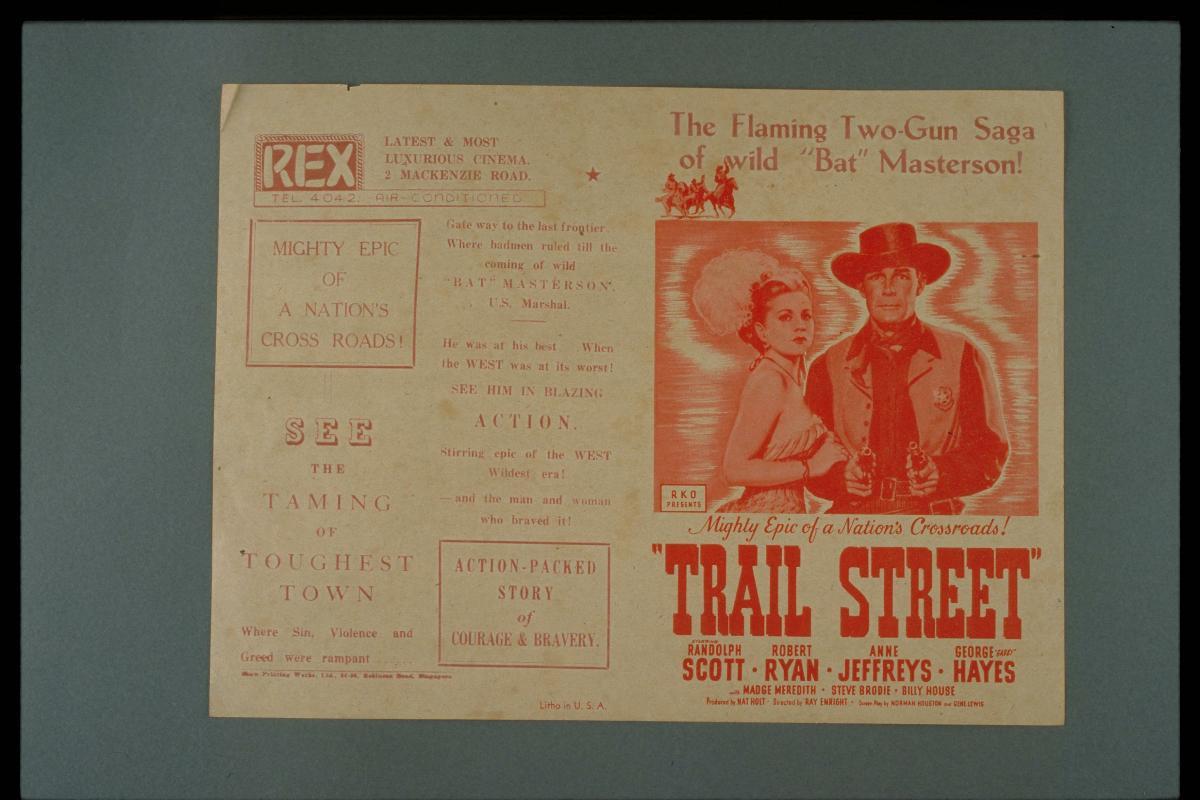 REX
LATEST & MOST
LUXURIOUS CINEMA.
2 MACKENZIE ROAD.
TEL. 4042. AIR-CONDITIONED
MIGHTY EPIC
OF
A NATION'S
CROSS ROADS!
SEE
THE
TAMING
OF
TOUGHEST
TOWN
Where Sin, Violence and
Greed were rampant ......
Gate way to the last frontier.
Where badmen ruled till the
coming of wild
"BAT" MASTERSON.
U.S. Marshal.
He was at his best. When
the WEST was at its worst!
SEE HIM IN BLAZING
ACTION.
Stirring epic of the WEST
Wildest era!
—and the man and woman
who braved it!
ACTION-PACKED
STORY
of
COURAGE & BRAVERY.
Printing Works, Ltd., Robinson Road, Singapore
Litho in U. S. A.
The Flaming Two-Gun Saga
of wild "Bat" Masterson!
RKO
PRESENTS
Mighty Epic of a Nation's Crossroads!
"TRAIL STREET"
STARRING
RANDOLPH SCOTT · ROBERT RYAN · ANNE JEFFREYS · GEORGE "GABBY" HAYES
with MADGE MEREDITH · STEVE BRODIE · BILLY HOUSE
Produced by NAT HOLT · Directed by RAY ENRIGHT · Screen Play by NORMAN HOUSTON and GENE LEWIS